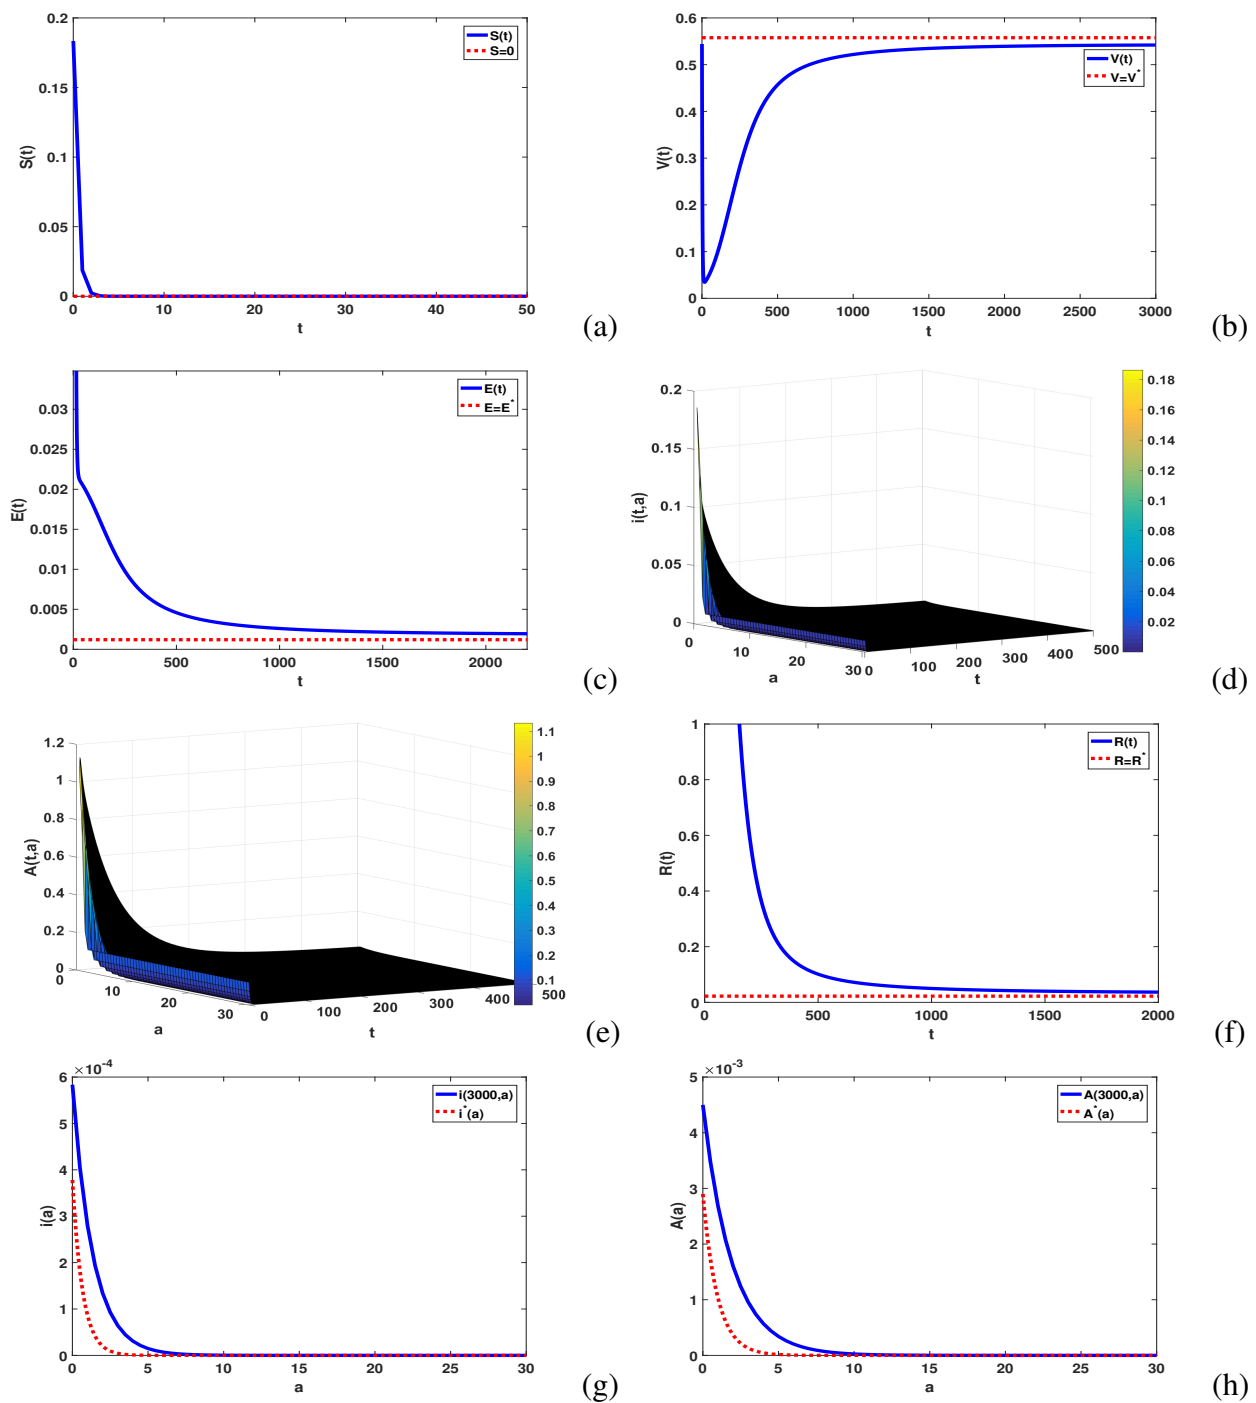 0.2
0.15
0.1
0.05
0
S(t)
S(t)
S=0
0 10 20 30 40 50
t
(a)
0.6
0.5
0.4
0.3
0.2
0.1
0
V(t)
V(t)
V=V*
0 500 1000 1500 2000 2500 3000
t
(b)
0.03
0.025
0.02
0.015
0.01
0.005
0
E(t)
E(t)
E=E*
0 500 1000 1500 2000
t
(c)
0.2
0.15
0.1
0.05
0
i(t,a)
0 10 20 30
a
0 100 200 300 400 500
t
0.18
0.16
0.14
0.12
0.1
0.08
0.06
0.04
0.02
(d)
1.2
1
0.8
0.6
0.4
0.2
0
A(t,a)
0 10 20 30
a
0 100 200 300 400 500
t
1.1
1
0.9
0.8
0.7
0.6
0.5
0.4
0.3
0.2
0.1
(e)
1
0.8
0.6
0.4
0.2
0
R(t)
R(t)
R=R*
0 500 1000 1500 2000
t
(f)
×10-4
6
5
4
3
2
1
0
i(a)
i(3000,a)
i*(a)
0 5 10 15 20 25 30
a
(g)
×10-3
5
4
3
2
1
0
A(a)
A(3000,a)
A*(a)
0 5 10 15 20 25 30
a
(h)